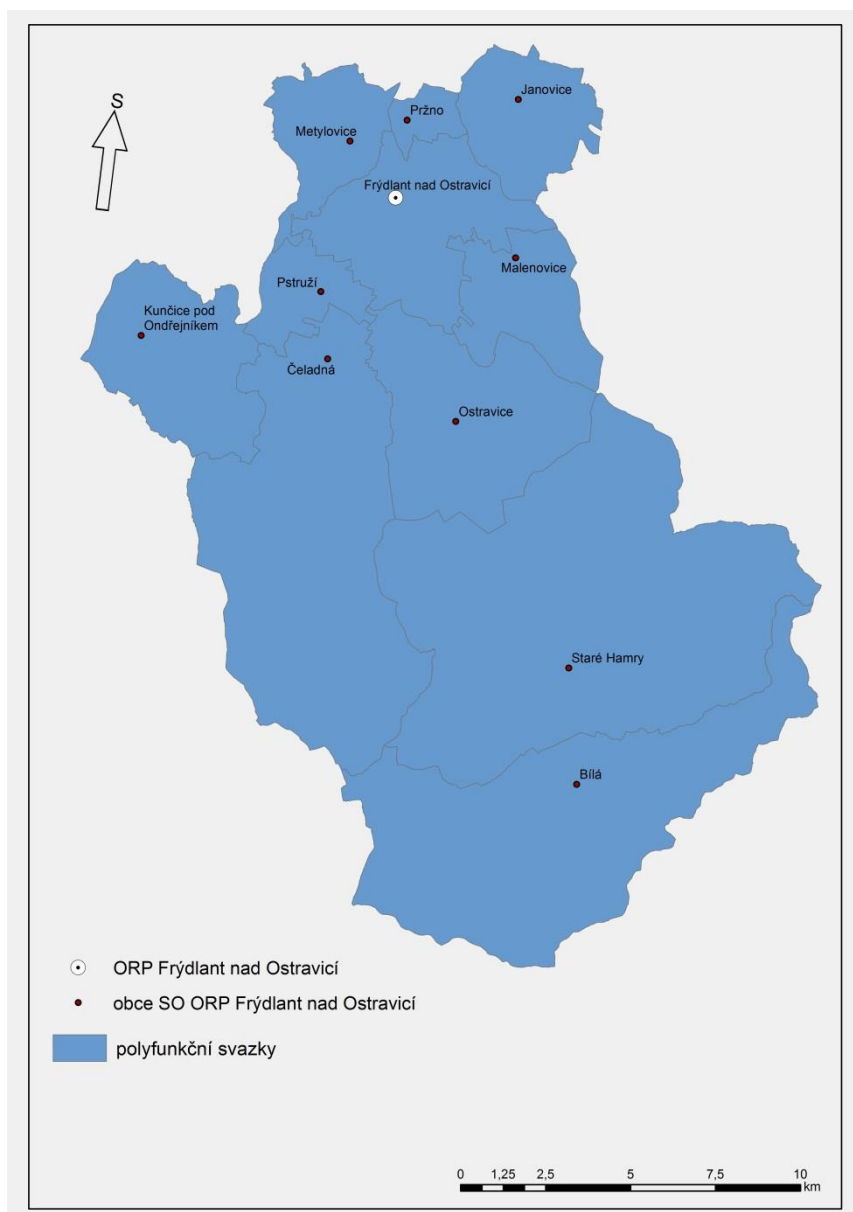 S
Janovice
Pržno
Metylovice
Frýdlant nad Ostravicí
Malenovice
Pstruží
Kunčice pod
Ondřejníkem
Čeladná
Ostravice
Staré Hamry
Bílá
ORP Frýdlant nad Ostravicí
obce SO ORP Frýdlant nad Ostravicí
polyfunkční svazky
0 1,25 2,5 5 7,5 10
km